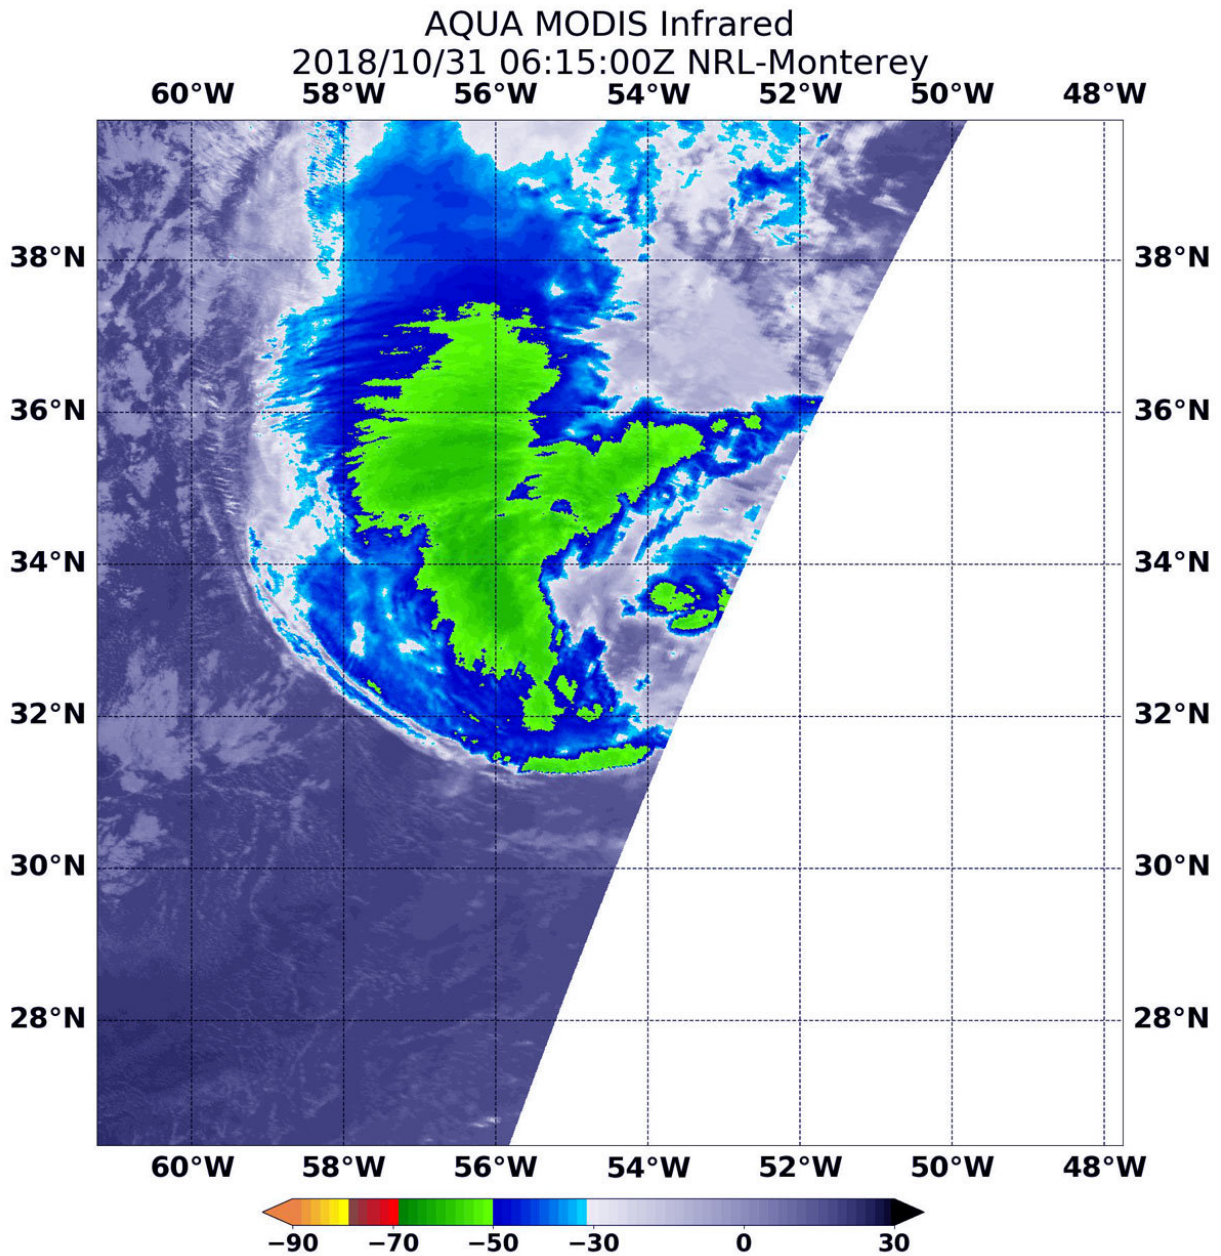 AQUA MODIS Infrared
2018/10/31 06:15:00Z NRL-Monterey
60°W 58°W 56°W 54°W 52°W 50°W 48°W
38°N 38°N
36°N 36°N
34°N 34°N
32°N 32°N
30°N 30°N
28°N 28°N
60°W 58°W 56°W 54°W 52°W 50°W 48°W
−90 −70 −50 −30 0 30